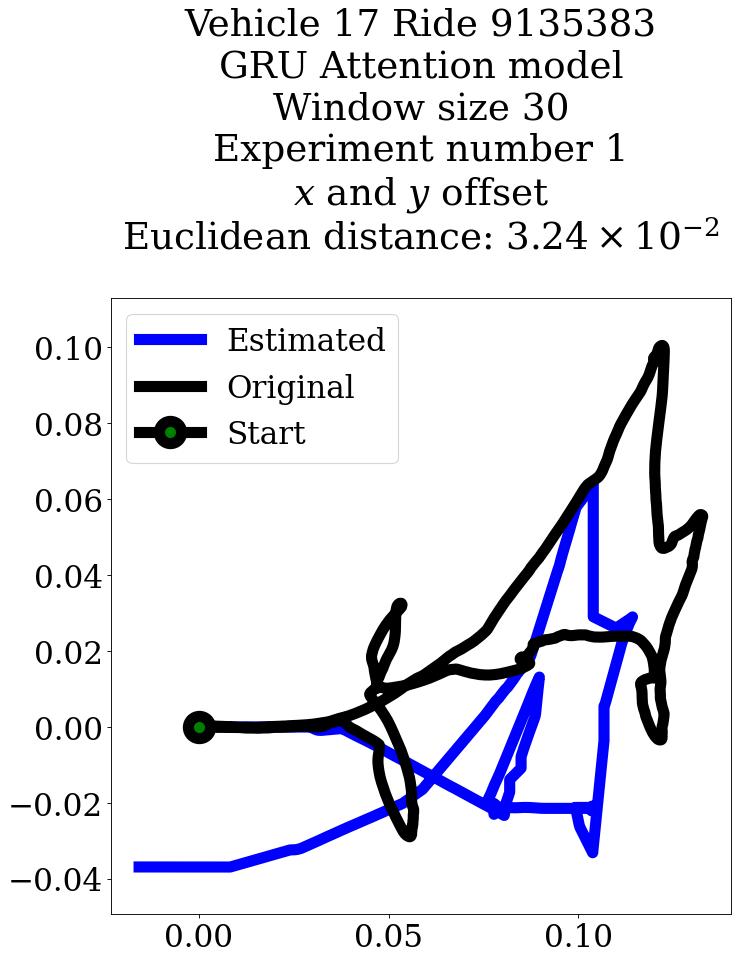 Vehicle 17 Ride 9135383
GRU Attention model
Window size 30
Experiment number 1
x and y offset
Euclidean distance: 3.24 × 10⁻²
Estimated
Original
Start
0.10
0.08
0.06
0.04
0.02
0.00
−0.02
−0.04
0.00 0.05 0.10